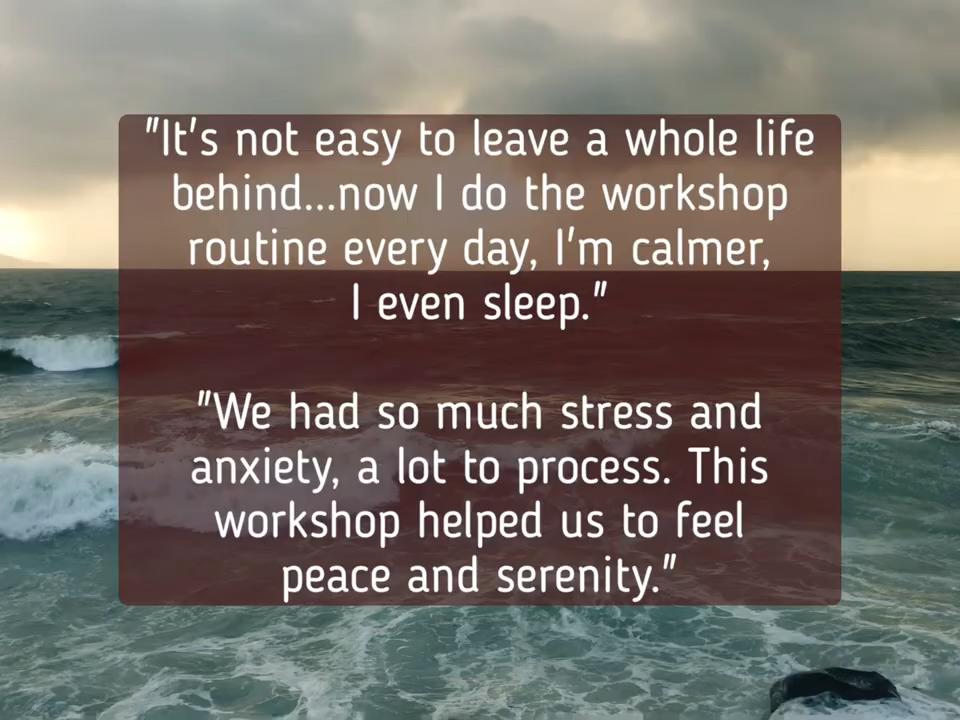 "It's not easy to leave a whole life
behind...now I do the workshop
routine every day, I'm calmer,
I even sleep."
"We had so much stress and
anxiety, a lot to process. This
workshop helped us to feel
peace and serenity."